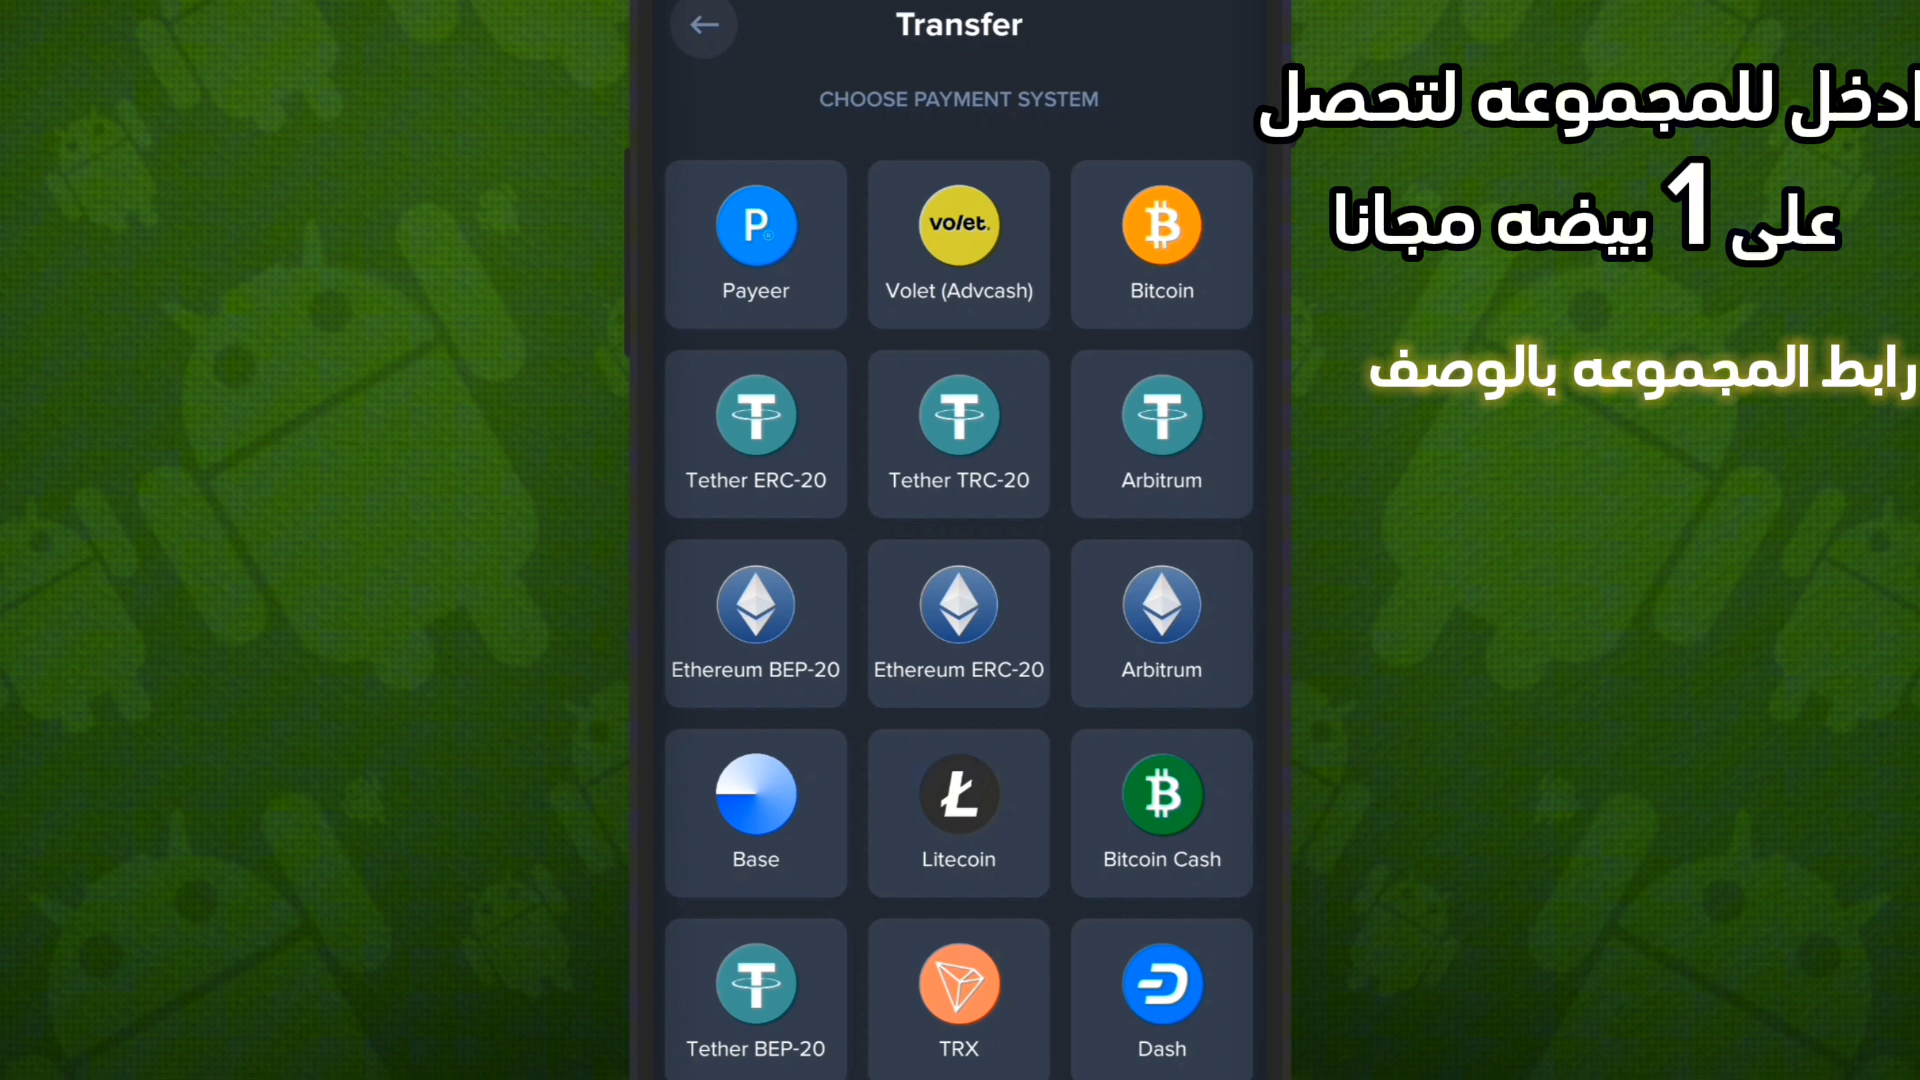 Transfer
CHOOSE PAYMENT SYSTEM
ادخل للمجموعه لتحصل
على 1 بيضه مجانا
رابط المجموعه بالوصف
P
volet.
Payeer
Volet (Advcash)
Bitcoin
Tether ERC-20
Tether TRC-20
Arbitrum
Ethereum BEP-20
Ethereum ERC-20
Arbitrum
Base
Litecoin
Bitcoin Cash
Tether BEP-20
TRX
Dash